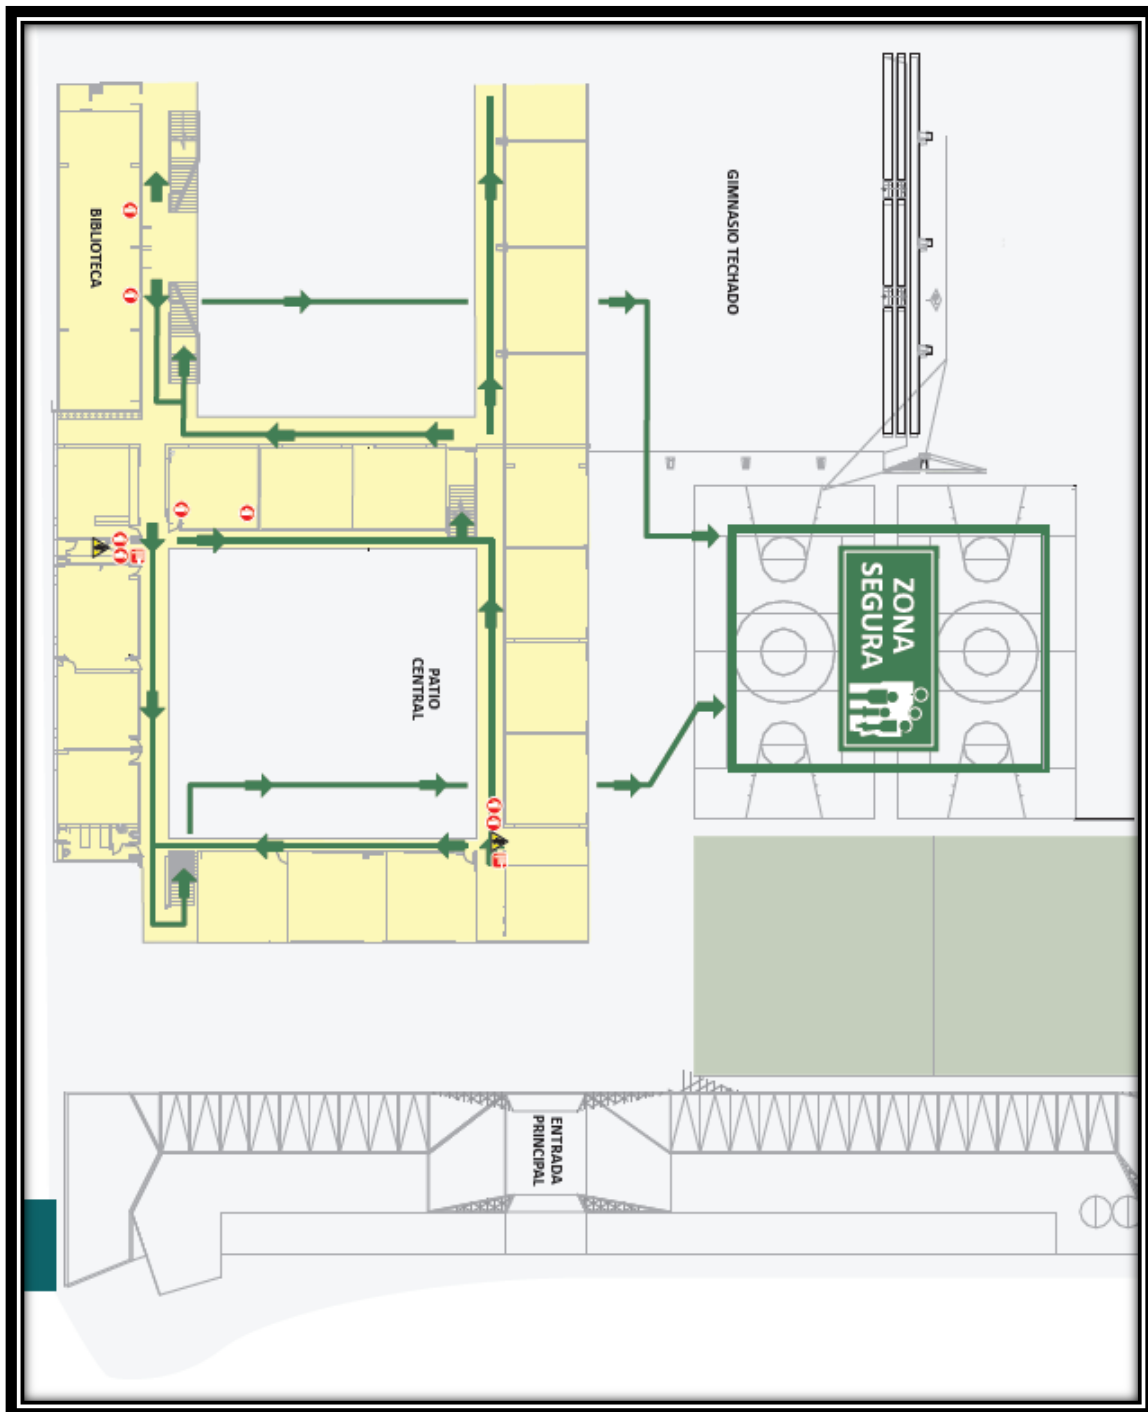 GIMNASIO TECHADO
BIBLIOTECA
ZONA
SEGURA
PATIO
CENTRAL
ENTRADA
PRINCIPAL